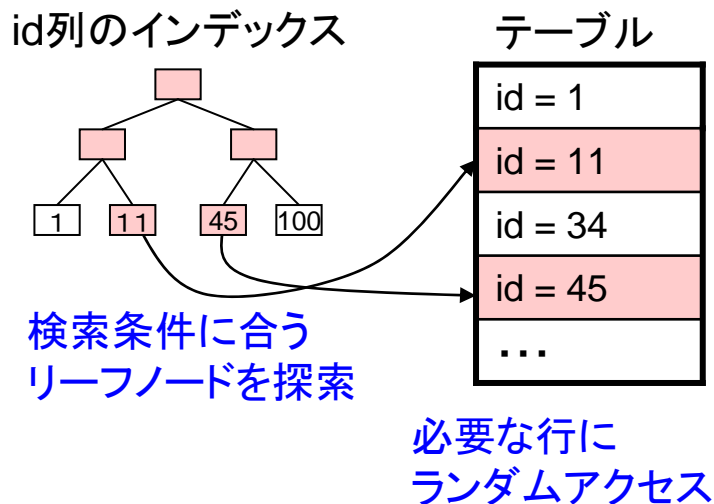 id列のインデックス
1
11
45
100
検索条件に合う
リーフノードを探索
テーブル
id = 1
id = 11
id = 34
id = 45
・・・
必要な行に
ランダムアクセス